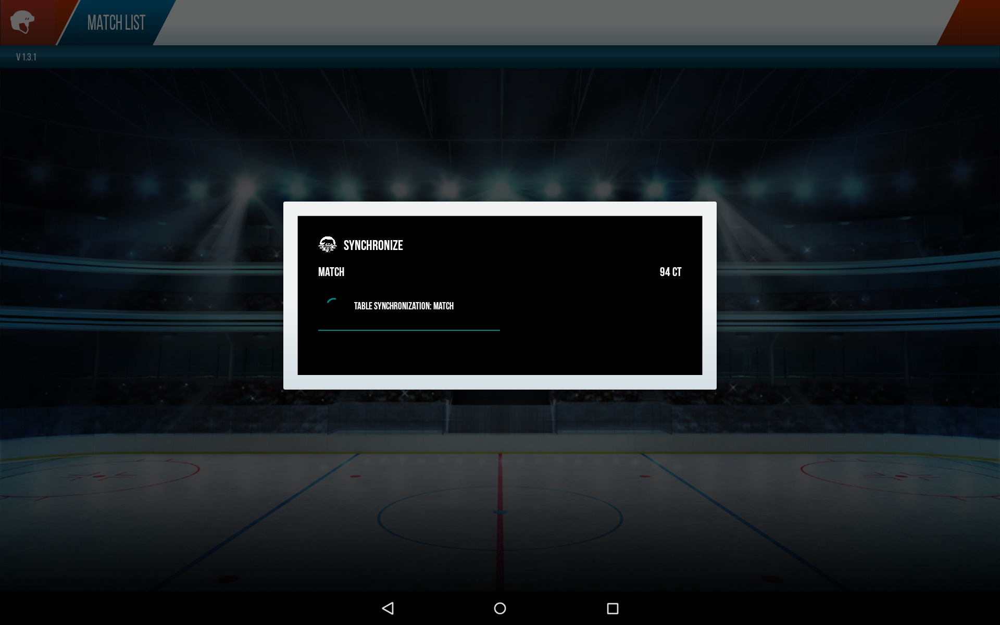 MATCH LIST
V 1.3.1
SYNCHRONIZE
MATCH 94 CT
TABLE SYNCHRONIZATION: MATCH